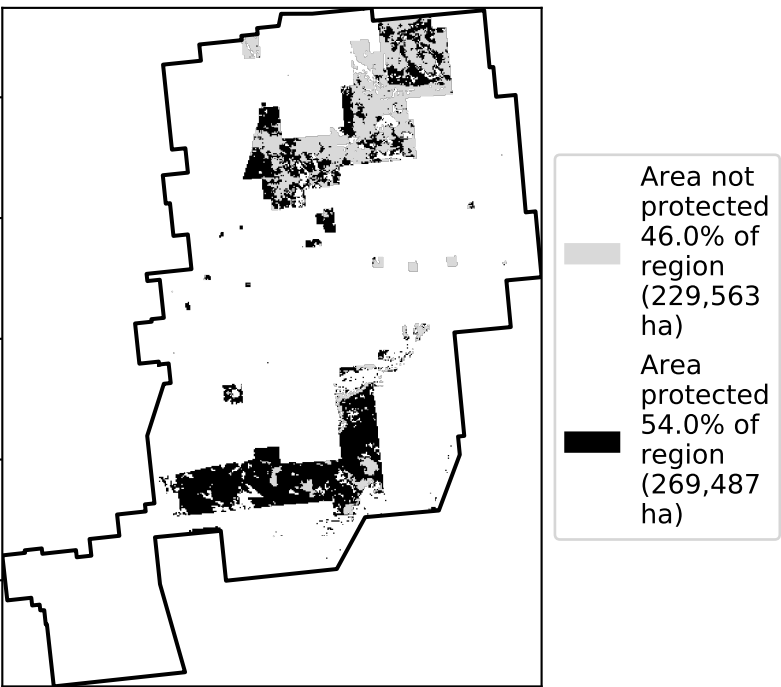 Area not
protected
46.0% of
region
(229,563
ha)
Area
protected
54.0% of
region
(269,487
ha)